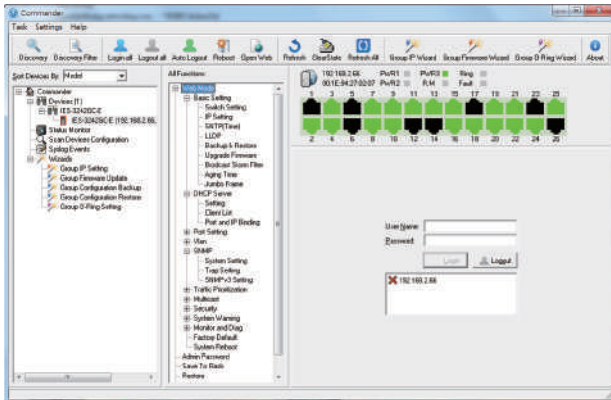 Commander
Task Settings Help
Discovery Discovery Filter Login all Logout all Auto Logout Reboot Open Web Refresh ClearState Refresh All Group IP Wizard Group Firmware Wizard Group O-Ring Wizard About
Sort Devices By: Model
Commander
Devices (1)
IES-3242GC-E
IES-3242GC-E (192.168.2.66,
Status Monitor
Scan Devices Configuration
Syslog Events
Wizards
Group IP Setting
Group Firmware Update
Group Configuration Backup
Group Configuration Restore
Group O-Ring Setting
All Functions:
Web Mode
Basic Setting
Switch Setting
IP Setting
SNTP(Time)
LLDP
Backup & Restore
Upgrade Firmware
Brodcast Storm Filter
Aging Time
Jumbo Frame
DHCP Server
Setting
Client List
Port and IP Binding
Port Setting
Vlan
SNMP
System Setting
Trap Setting
SNMPv3 Setting
Traffic Prioritization
Multicast
Security
System Warning
Monitor and Diag
Factory Default
System Reboot
Admin Password
Save To Flash
Restore
192.168.2.66 PWR1 PWR3 Ring
00:1E:94:27:02:07 PWR2 R.M Fault
1 3 5 7 9 11 13 15 17 19 21 23 25
2 4 6 8 10 12 14 16 18 20 22 24 26
User Name:
Password:
Login Logout
192.168.2.66